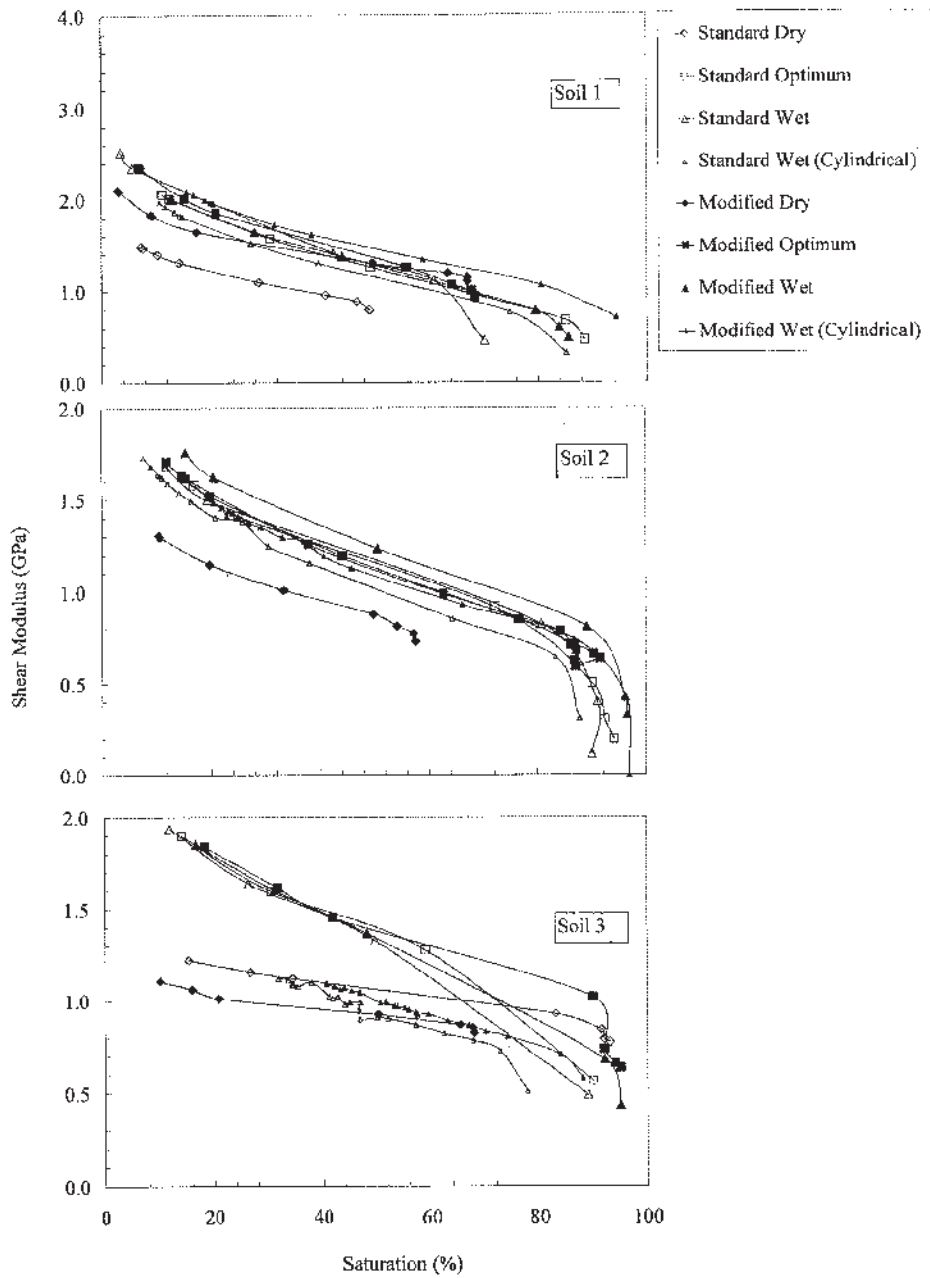 4.0
3.0
2.0
1.0
0.0
Soil 1
Standard Dry
Standard Optimum
Standard Wet
Standard Wet (Cylindrical)
Modified Dry
Modified Optimum
Modified Wet
Modified Wet (Cylindrical)
2.0
1.5
1.0
0.5
0.0
Soil 2
Shear Modulus (GPa)
2.0
1.5
1.0
0.5
0.0
Soil 3
0 20 40 60 80 100
Saturation (%)